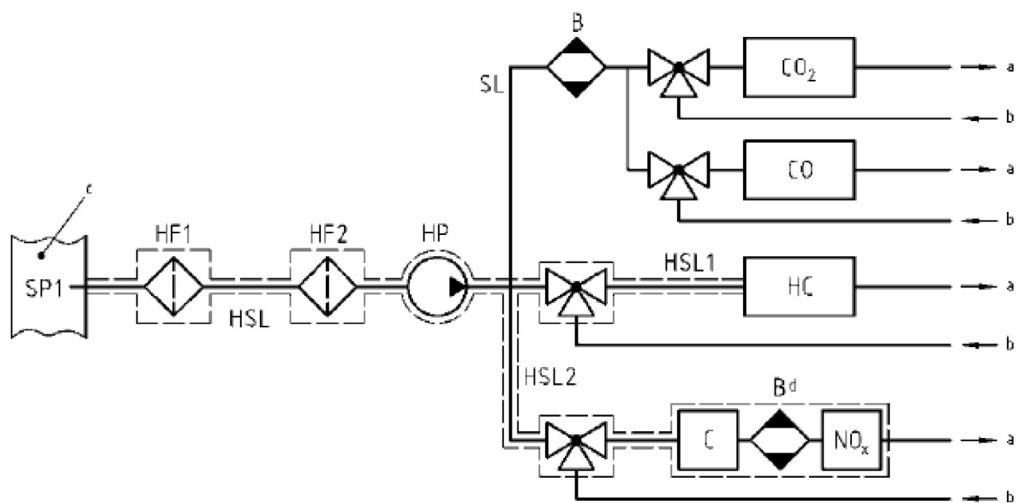 B
SL
CO₂
a
b
CO
a
b
c
HF1
HF2
HP
SP1
HSL
HSL1
HC
a
b
HSL2
Bᵈ
C
NOₓ
a
b